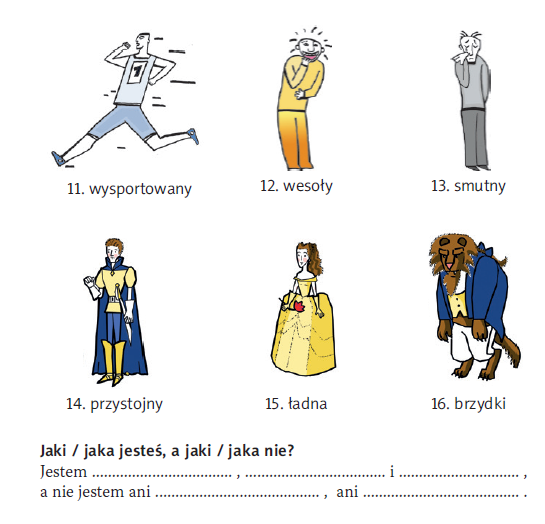 1
11. wysportowany
12. wesoły
13. smutny
14. przystojny
15. ładna
16. brzydki
Jaki / jaka jesteś, a jaki / jaka nie?
Jestem ................................... , ................................... i .............................. ,
a nie jestem ani ......................................... , ani ....................................... .